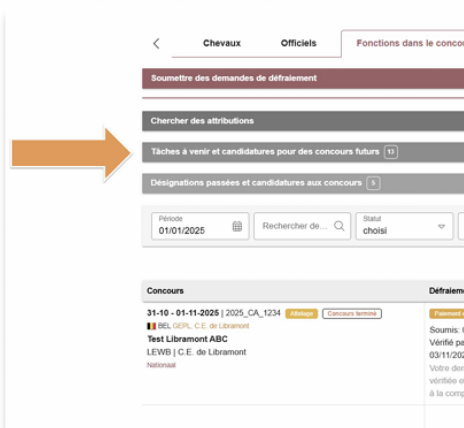 Chevaux Officiels Fonctions dans le concou
Soumettre des demandes de défraiement
Chercher des attributions
Tâches à venir et candidatures pour des concours futurs 13
Désignations passées et candidatures aux concours 5
Période Statut
01/01/2025 Rechercher de... choisi
Concours Défraieme
31-10 - 01-11-2025 | 2025_CA_1234 Attelage Concours terminé Paiement
BEL GEPL, C.E. de Libramont Soumis:
Test Libramont ABC Vérifié pa
LEWB | C.E. de Libramont 03/11/202
Nationaal Votre der
vérifiée e
à la comp